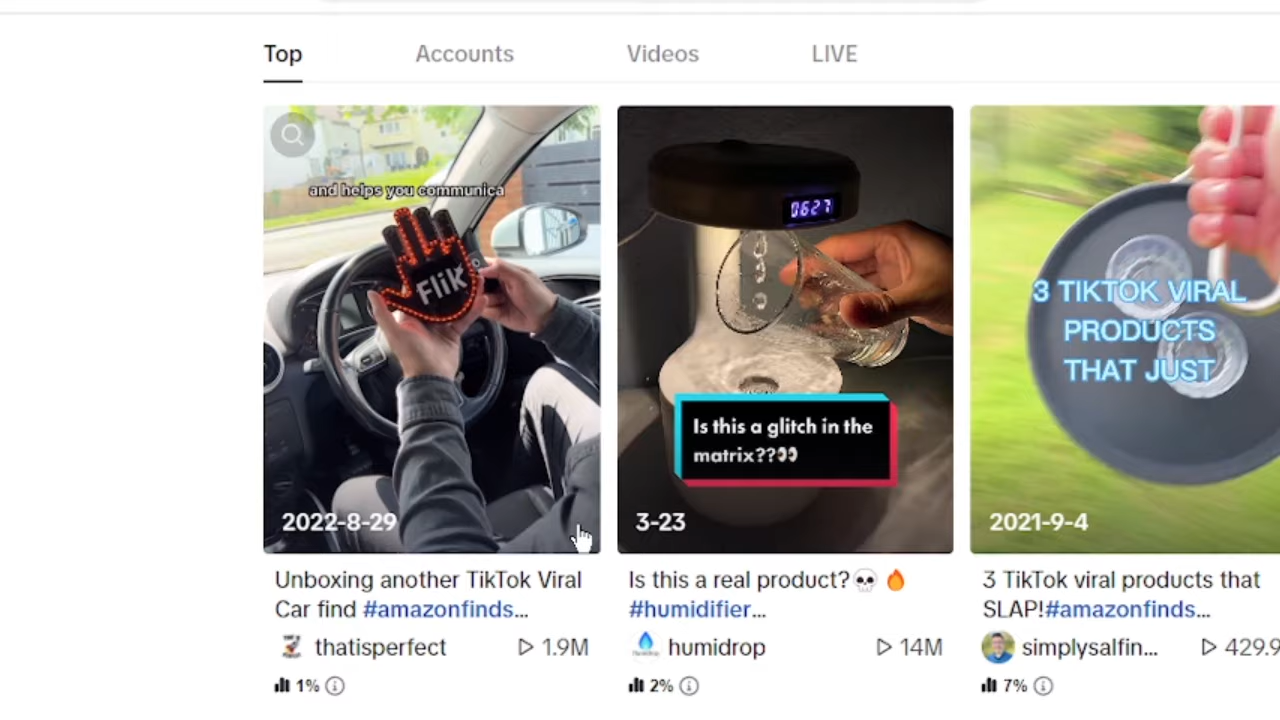 Top
Accounts
Videos
LIVE
and helps you communica
Flik
2022-8-29
Unboxing another TikTok Viral
Car find #amazonfinds...
thatisperfect
1.9M
1%
0627
Is this a glitch in the
matrix??👀
3-23
Is this a real product?💀🔥
#humidifier...
humidrop
14M
2%
3 TIKTOK VIRAL
PRODUCTS
THAT JUST
2021-9-4
3 TikTok viral products that
SLAP!#amazonfinds...
simplysalfin...
429.9
7%